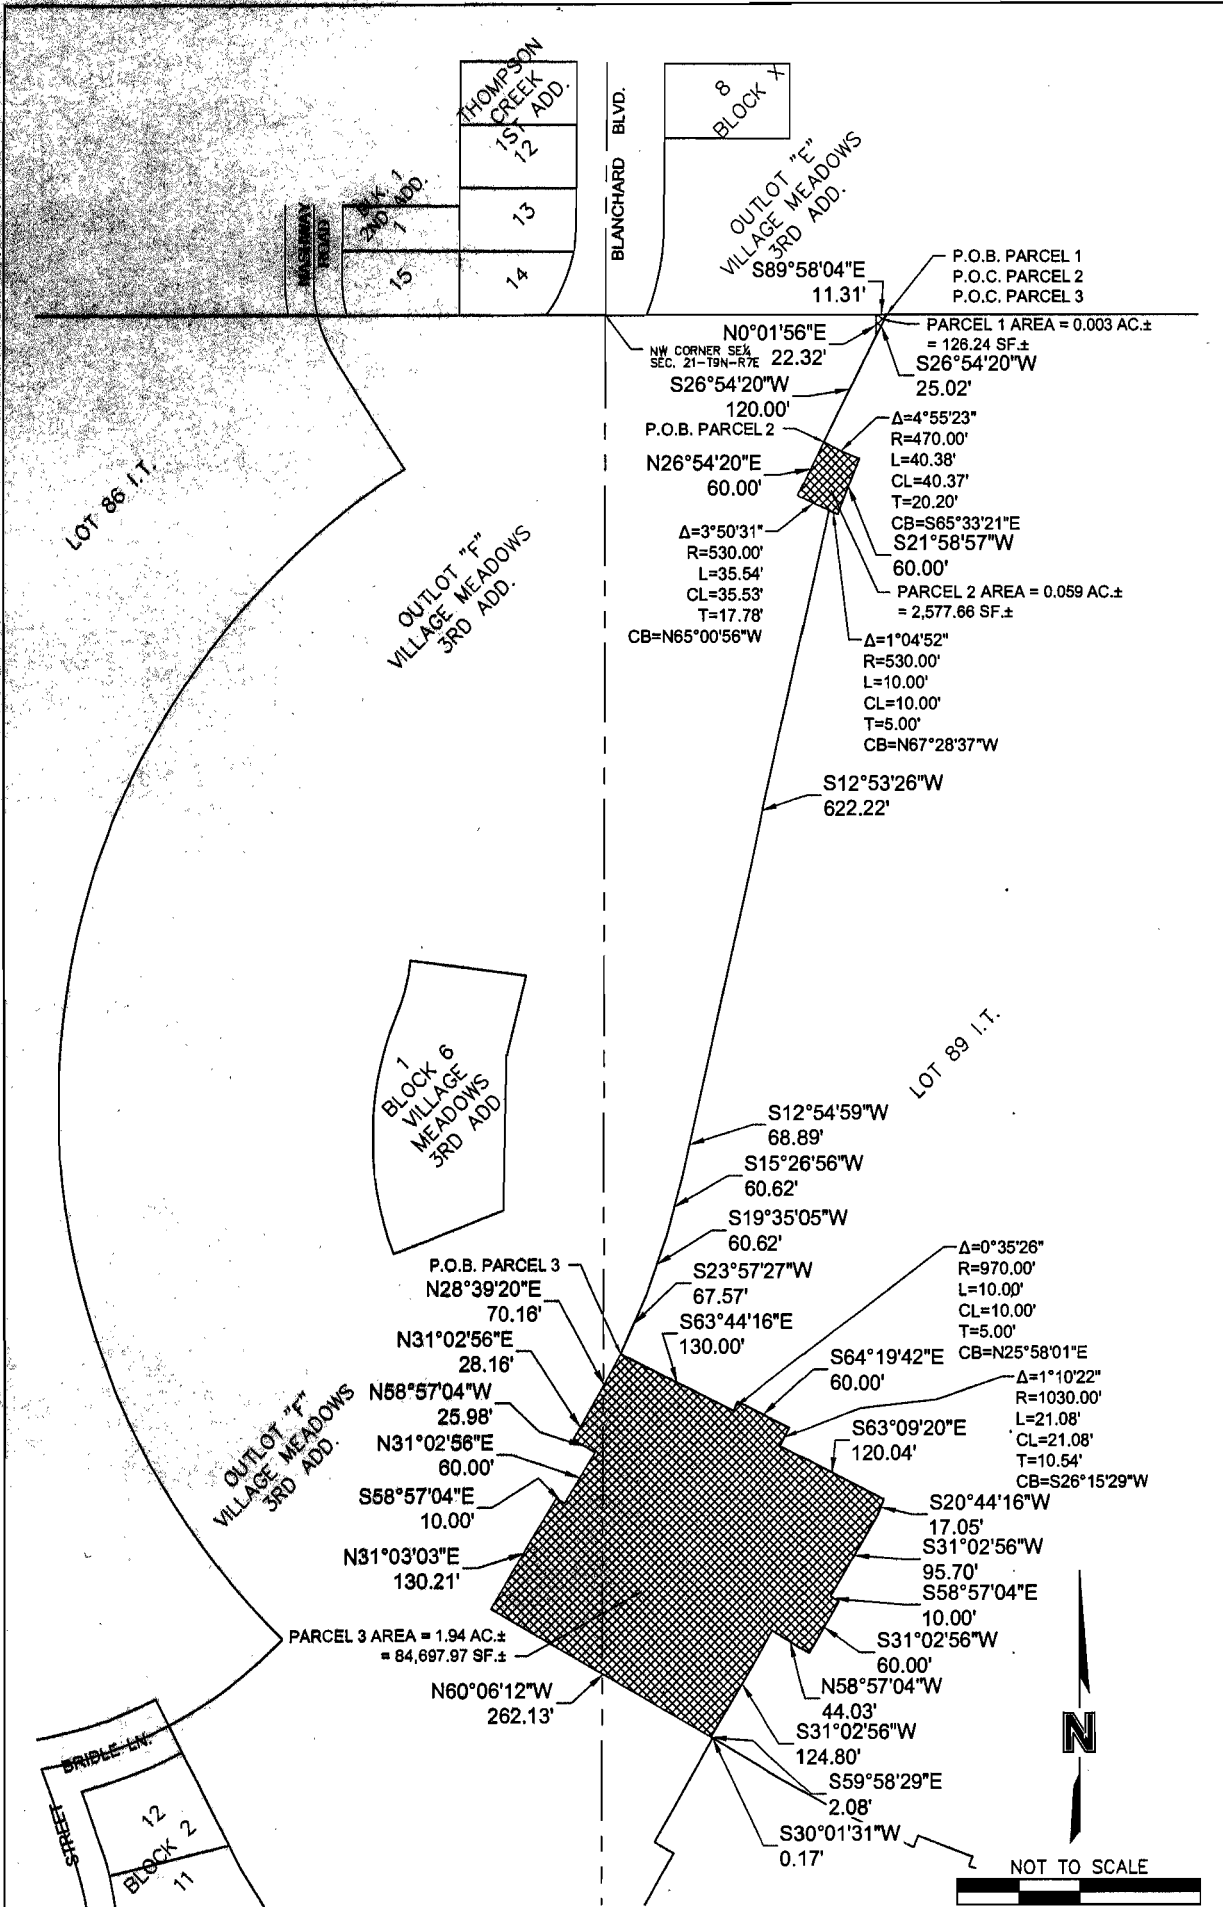 THOMPSON
CREEK
1ST ADD.
12
13
14
15
BLK 1
2ND ADD.
1
ROAD
BLANCHARD BLVD.
8
BLOCK X
OUTLOT "E"
VILLAGE MEADOWS
3RD ADD.
S89°58'04"E
11.31'
P.O.B. PARCEL 1
P.O.C. PARCEL 2
P.O.C. PARCEL 3
N0°01'56"E
22.32'
NW CORNER SE¼
SEC. 21-T9N-R7E
PARCEL 1 AREA = 0.003 AC.±
= 126.24 SF.±
S26°54'20"W
25.02'
S26°54'20"W
120.00'
P.O.B. PARCEL 2
N26°54'20"E
60.00'
Δ=4°55'23"
R=470.00'
L=40.38'
CL=40.37'
T=20.20'
CB=S65°33'21"E
S21°58'57"W
60.00'
Δ=3°50'31"
R=530.00'
L=35.54'
CL=35.53'
T=17.78'
CB=N65°00'56"W
PARCEL 2 AREA = 0.059 AC.±
= 2,577.66 SF.±
Δ=1°04'52"
R=530.00'
L=10.00'
CL=10.00'
T=5.00'
CB=N67°28'37"W
LOT 86 I.T.
OUTLOT "F"
VILLAGE MEADOWS
3RD ADD.
S12°53'26"W
622.22'
LOT 89 I.T.
1
BLOCK 6
VILLAGE
MEADOWS
3RD ADD
S12°54'59"W
68.89'
S15°26'56"W
60.62'
S19°35'05"W
60.62'
P.O.B. PARCEL 3
N28°39'20"E
70.16'
S23°57'27"W
67.57'
S63°44'16"E
130.00'
Δ=0°35'26"
R=970.00'
L=10.00'
CL=10.00'
T=5.00'
CB=N25°58'01"E
N31°02'56"E
28.16'
S64°19'42"E
60.00'
Δ=1°10'22"
R=1030.00'
L=21.08'
CL=21.08'
T=10.54'
CB=S26°15'29"W
N58°57'04"W
25.98'
S63°09'20"E
120.04'
N31°02'56"E
60.00'
S58°57'04"E
10.00'
OUTLOT "F"
VILLAGE MEADOWS
3RD ADD.
S20°44'16"W
17.05'
S31°02'56"W
95.70'
N31°03'03"E
130.21'
S58°57'04"E
10.00'
PARCEL 3 AREA = 1.94 AC.±
= 84,697.97 SF.±
S31°02'56"W
60.00'
N60°06'12"W
262.13'
N58°57'04"W
44.03'
S31°02'56"W
124.80'
S59°58'29"E
2.08'
S30°01'31"W
0.17'
BRIDLE LN.
STREET
12
BLOCK 2
11
N
NOT TO SCALE